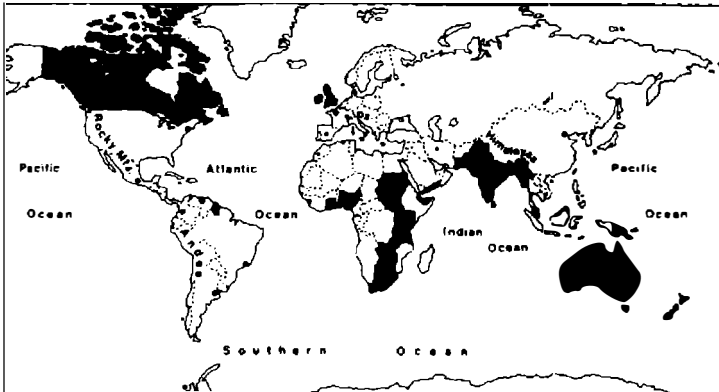 Rocky Mts.
Himalayas
Pacific
Ocean
Atlantic
Ocean
Andes
Indian
Ocean
Pacific
Ocean
Southern Ocean